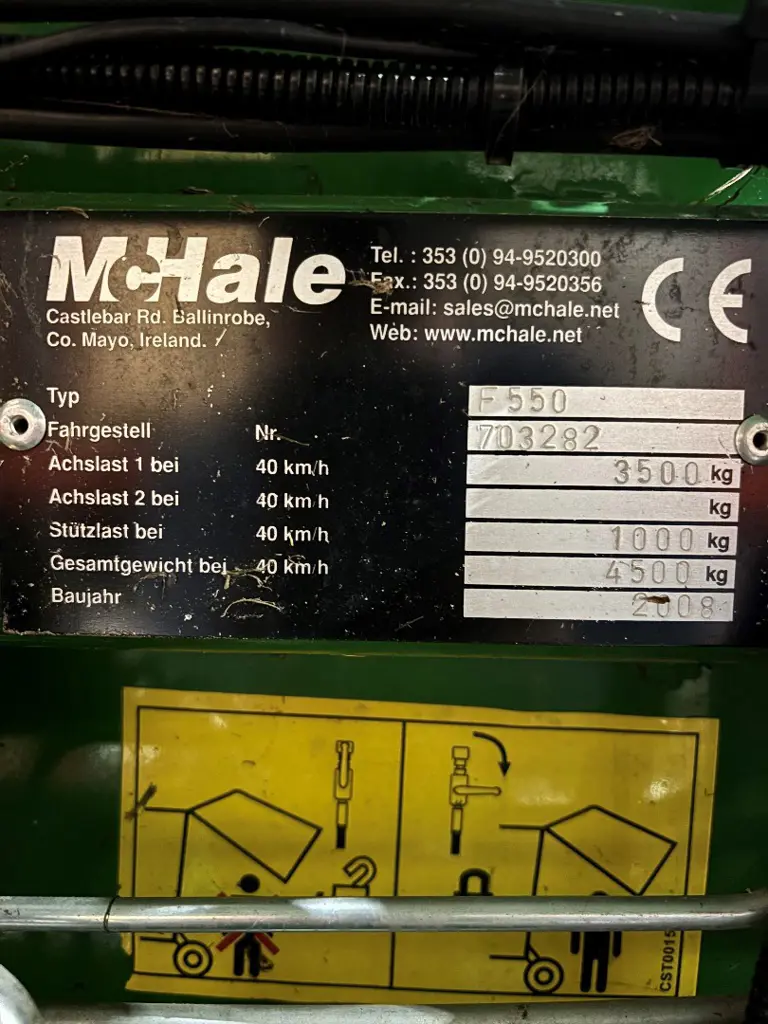 McHale
Castlebar Rd. Ballinrobe,
Co. Mayo, Ireland.
Tel. : 353 (0) 94-9520300
Fax.: 353 (0) 94-9520356
E-mail: sales@mchale.net
Web: www.mchale.net
CE
Typ F550
Fahrgestell Nr. 703282
Achslast 1 bei 40 km/h 3500 kg
Achslast 2 bei 40 km/h kg
Stützlast bei 40 km/h 1000 kg
Gesamtgewicht bei 40 km/h 4500 kg
Baujahr 2008